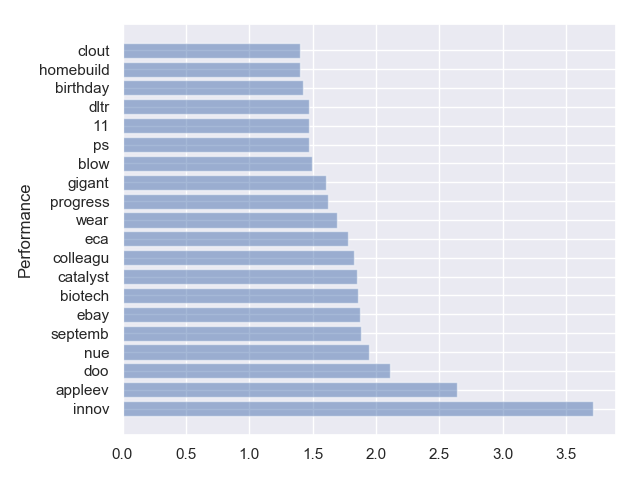 clout
homebuild
birthday
dltr
11
ps
blow
gigant
progress
wear
eca
colleagu
catalyst
biotech
ebay
septemb
nue
doo
appleev
innov
Performance
0.0 0.5 1.0 1.5 2.0 2.5 3.0 3.5